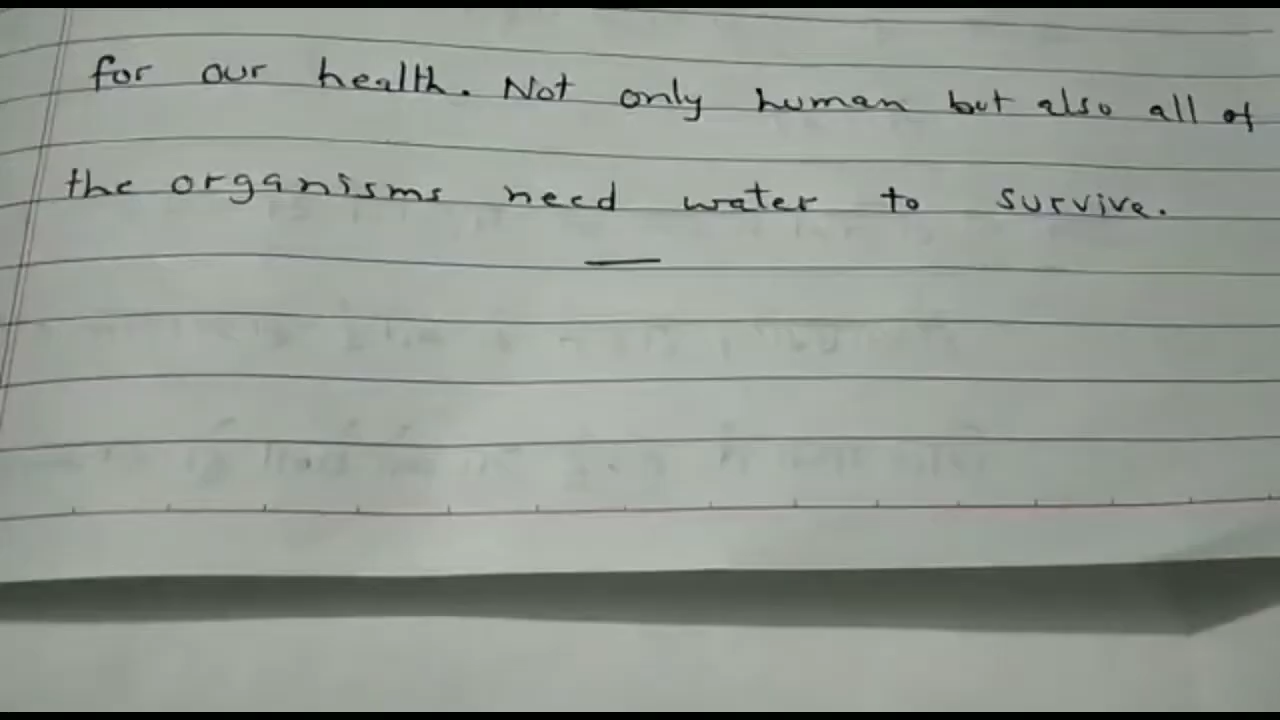 for our health. Not only human but also all of
the organisms need water to survive.